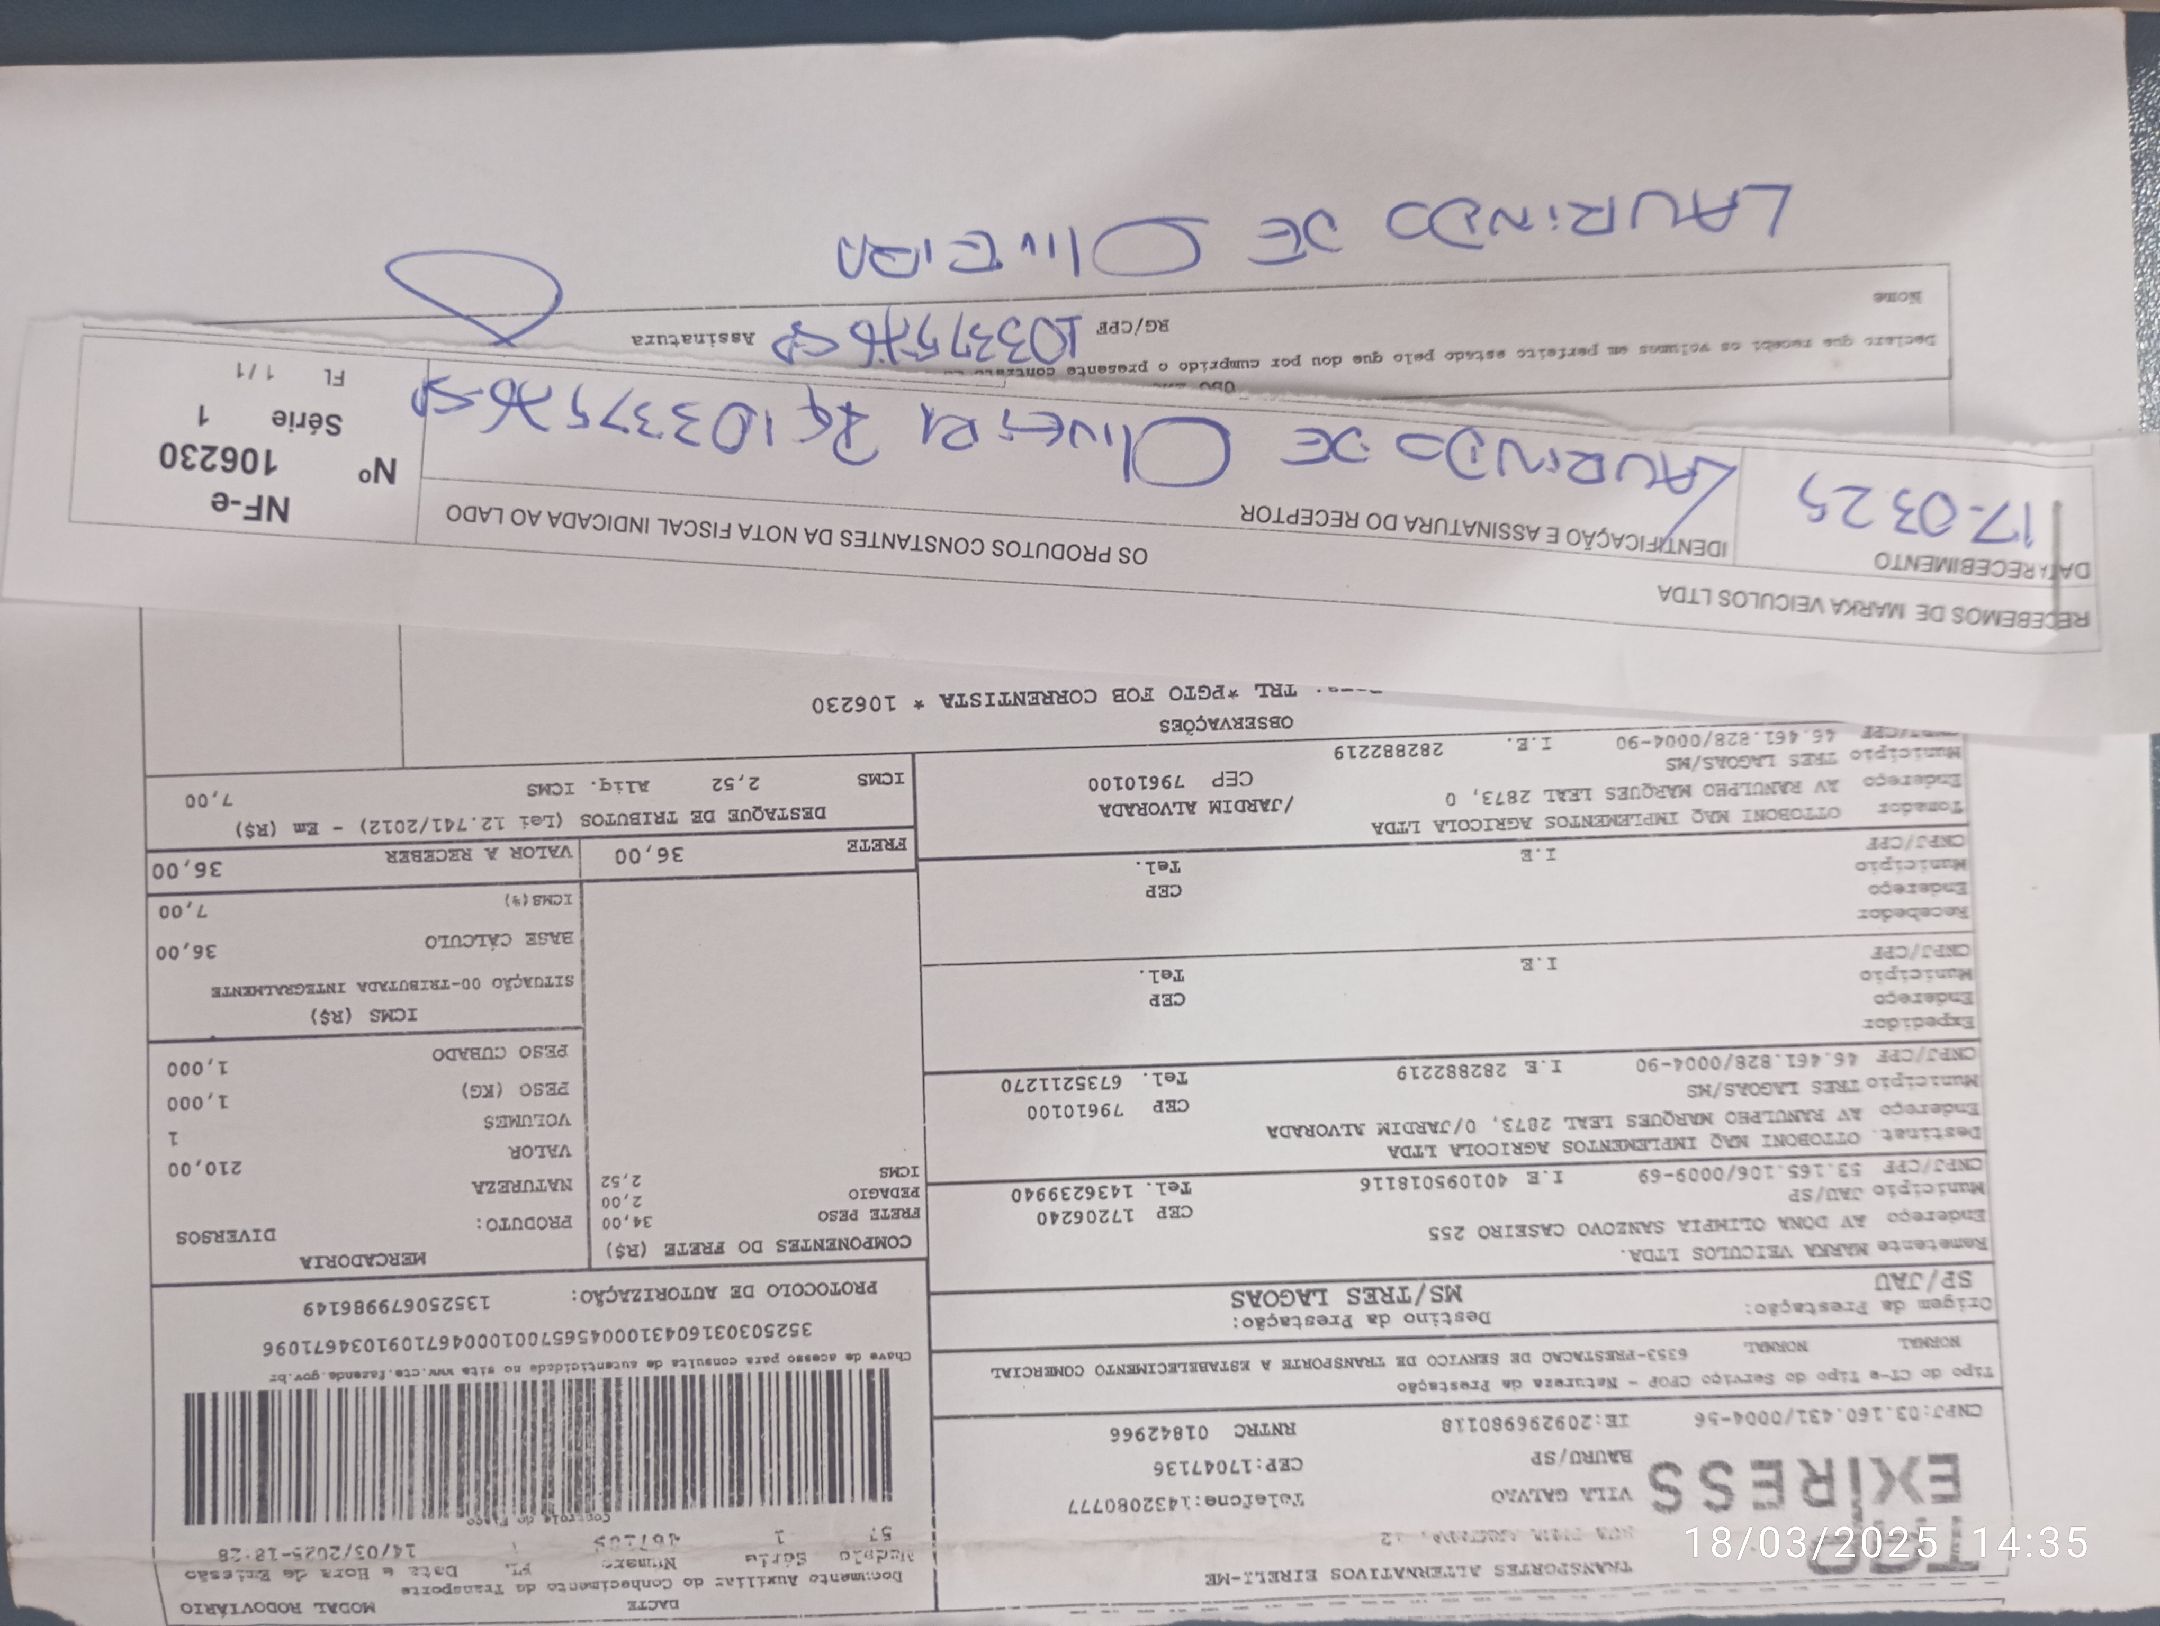 DACTE
MODAL RODOVIÁRIO
Documento Auxiliar do Conhecimento de Transporte
Modelo Série Número FL Data e Hora de Emissão
57 1 467109 14/03/2025-18:28
Controle do Fisco
TRANSPORTES ALTERNATIVOS EIRELI-ME
EXPRESS
VILA GALVAO
Telefone:1432080777
BAURU/SP
CEP:17047136
CNPJ:03.160.431/0004-56 IE:209296980118 RNTRC 01842966
Chave de acesso para consulta de autenticidade no site www.cte.fazenda.gov.br
35250303160431000456570010004671091034671096
PROTOCOLO DE AUTORIZAÇÃO: 135250679986149
Tipo do CT-e Tipo do Serviço CFOP - Natureza da Prestação
NORMAL NORMAL 6353-PRESTACAO DE SERVICO DE TRANSPORTE A ESTABELECIMENTO COMERCIAL
Origem da Prestação: Destino da Prestação:
SP/JAU MS/TRES LAGOAS
Remetente MARKA VEICULOS LTDA.
Endereço AV DONA OLIMPIA SANZOVO CASEIRO 255
Município JAU/SP CEP 17206240
CNPJ/CPF 53.165.106/0009-69 I.E 401095018116 Tel. 1436239940
Destinat. OTTOBONI MAQ IMPLEMENTOS AGRICOLA LTDA
Endereço AV RANULPHO MARQUES LEAL 2873, 0/JARDIM ALVORADA
Município TRES LAGOAS/MS CEP 79610100
CNPJ/CPF 46.461.828/0004-90 I.E 282882219 Tel. 6735211270
Expedidor
Endereço CEP
Município Tel.
CNPJ/CPF I.E
Recebedor
Endereço CEP
Município Tel.
CNPJ/CPF I.E
Tomador OTTOBONI MAQ IMPLEMENTOS AGRICOLA LTDA
Endereço AV RANULPHO MARQUES LEAL 2873, 0 /JARDIM ALVORADA
Município TRES LAGOAS/MS CEP 79610100
CNPJ/CPF 46.461.828/0004-90 I.E. 282882219
COMPONENTES DO FRETE (R$)
FRETE PESO 34,00
PEDAGIO 2,00
ICMS 2,52
MERCADORIA
PRODUTO: DIVERSOS
NATUREZA
VALOR 210,00
VOLUMES 1
PESO (KG) 1,000
PESO CUBADO 1,000
ICMS (R$)
SITUAÇÃO 00-TRIBUTADA INTEGRALMENTE
BASE CÁLCULO 36,00
ICMS(%) 7,00
FRETE 36,00 VALOR A RECEBER 36,00
DESTAQUE DE TRIBUTOS (Lei 12.741/2012) - Em (R$)
ICMS 2,52 Aliq. ICMS 7,00
OBSERVAÇÕES
TRL *PGTO FOB CORRENTISTA * 106230
RECEBEMOS DE MARKA VEICULOS LTDA
OS PRODUTOS CONSTANTES DA NOTA FISCAL INDICADA AO LADO
DATA RECEBIMENTO IDENTIFICAÇÃO E ASSINATURA DO RECEPTOR
17-03 25 LAURINDO DE OLIVEIRA RG 10337576-SP
NF-e
Nº 106230
Série 1
FL 1/1
Declaro que recebi os volumes em perfeito estado pelo que dou por cumprido o presente contrato
Nome RG/CPF 10337576 SP Assinatura
LAURINDO DE OLIVEIRA
18/03/2025 14:35